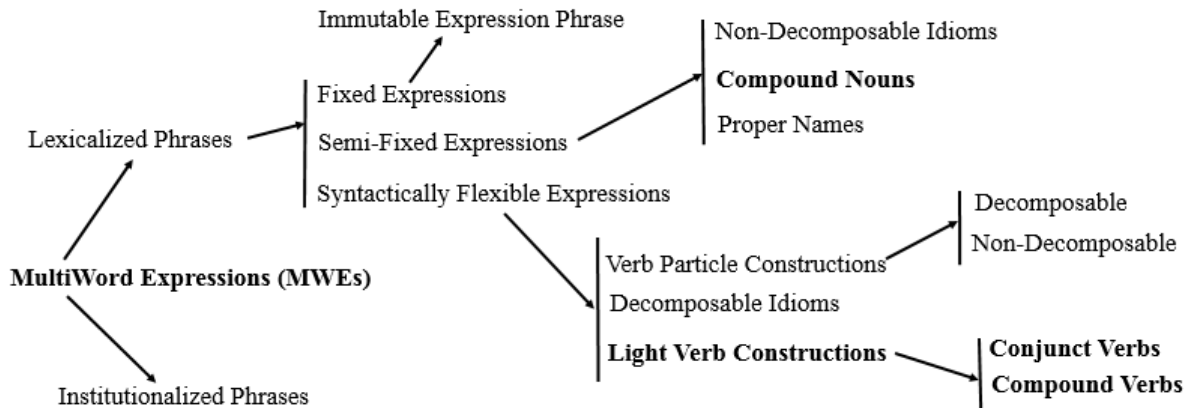 Immutable Expression Phrase
Non-Decomposable Idioms
Compound Nouns
Proper Names
Fixed Expressions
Lexicalized Phrases
Semi-Fixed Expressions
Syntactically Flexible Expressions
Decomposable
Non-Decomposable
MultiWord Expressions (MWEs)
Verb Particle Constructions
Decomposable Idioms
Light Verb Constructions
Conjunct Verbs
Compound Verbs
Institutionalized Phrases